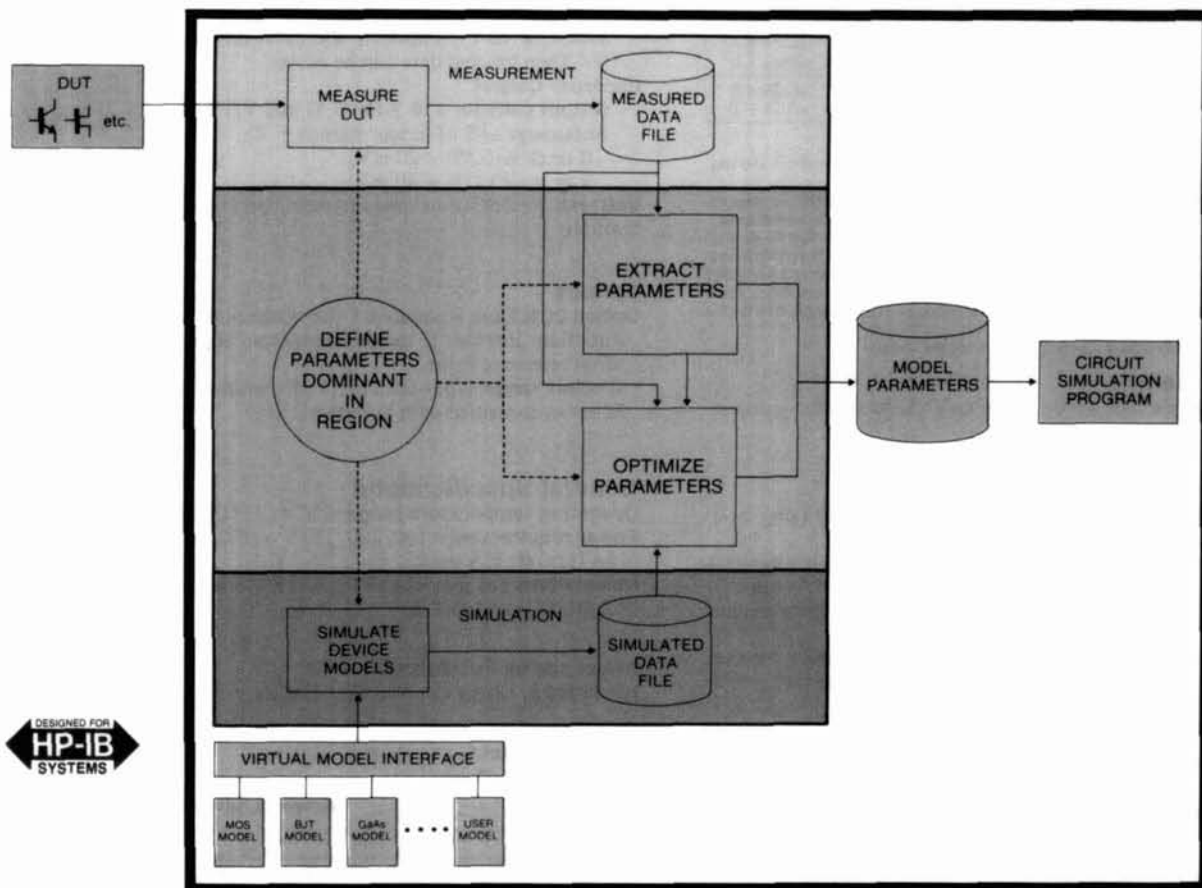 DUT
etc.
MEASURE
DUT
MEASUREMENT
MEASURED
DATA
FILE
EXTRACT
PARAMETERS
DEFINE
PARAMETERS
DOMINANT
IN
REGION
OPTIMIZE
PARAMETERS
MODEL
PARAMETERS
CIRCUIT
SIMULATION
PROGRAM
SIMULATE
DEVICE
MODELS
SIMULATION
SIMULATED
DATA
FILE
VIRTUAL MODEL INTERFACE
MOS
MODEL
BJT
MODEL
GaAs
MODEL
USER
MODEL
DESIGNED FOR
HP-IB
SYSTEMS